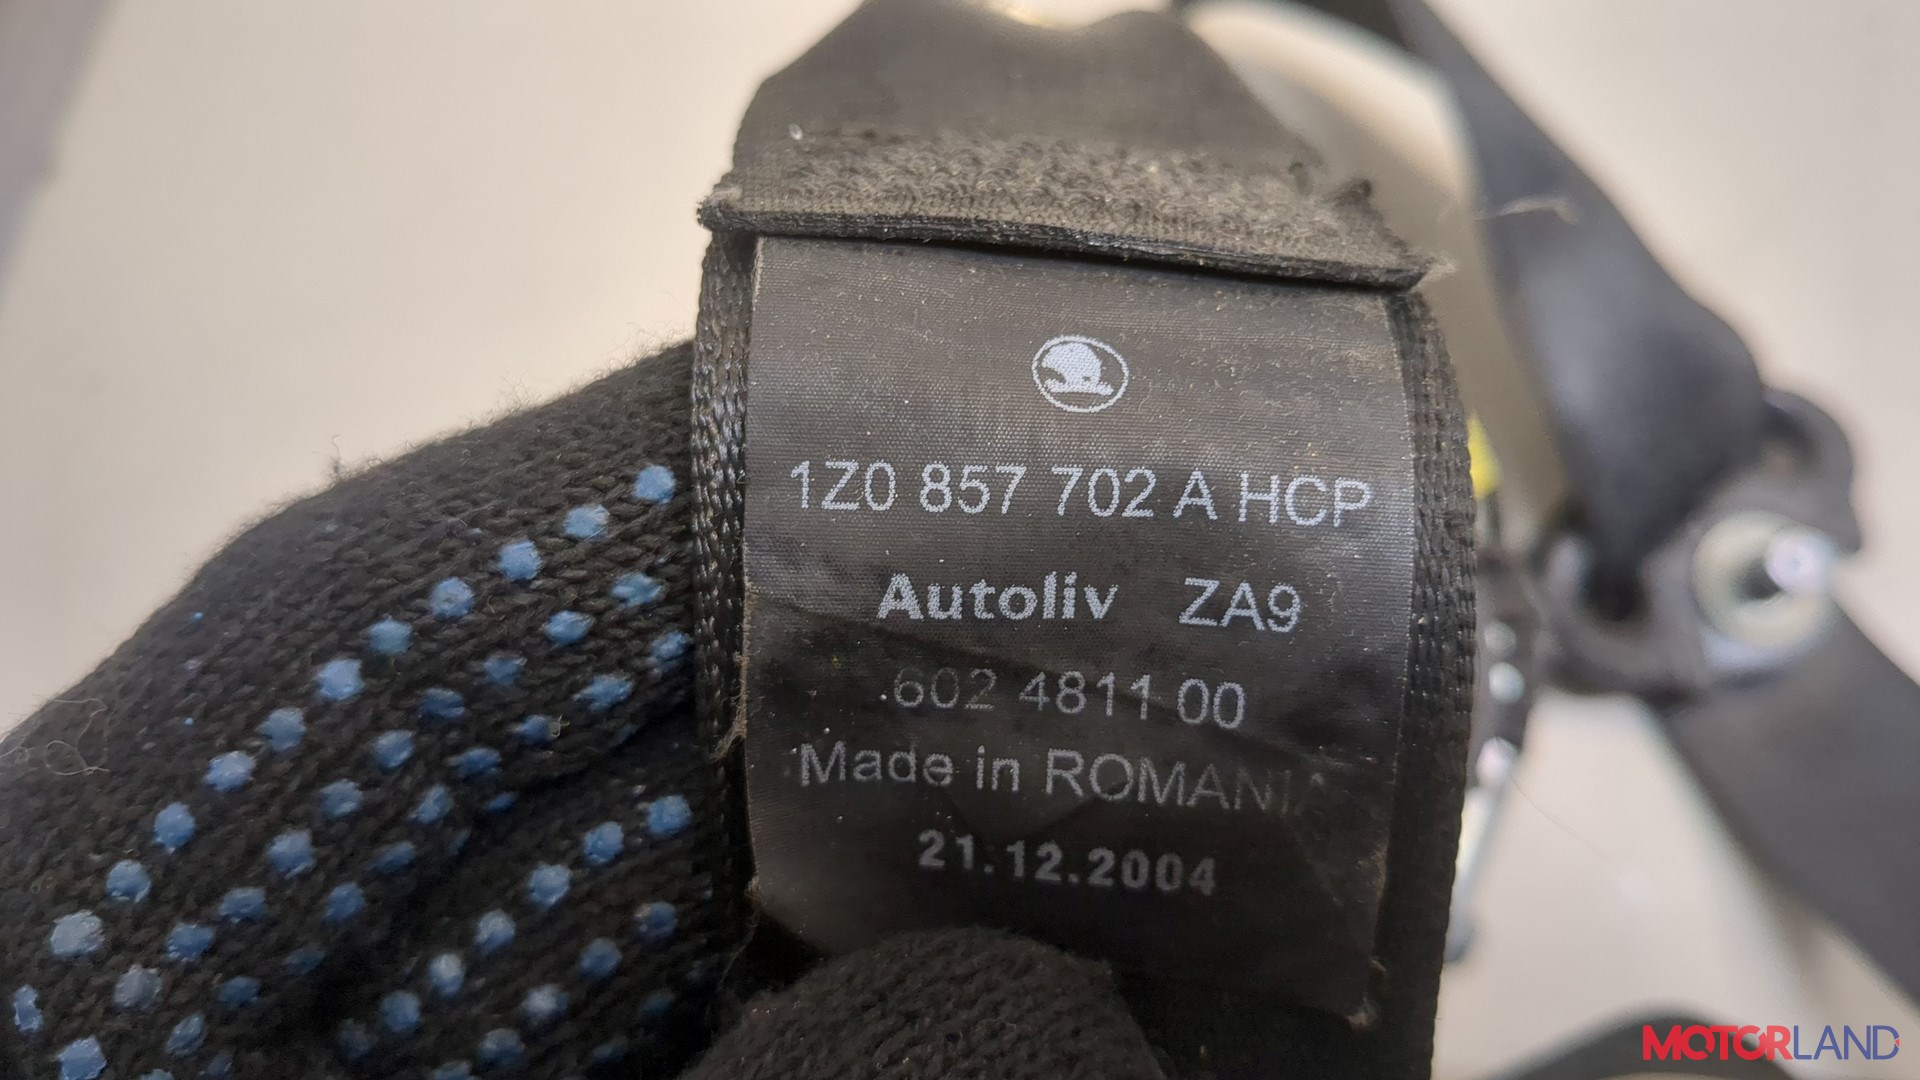 1Z0 857 702 A HCP
Autoliv ZA9
602 4811 00
Made in ROMANIA
21.12.2004
MOTORLAND